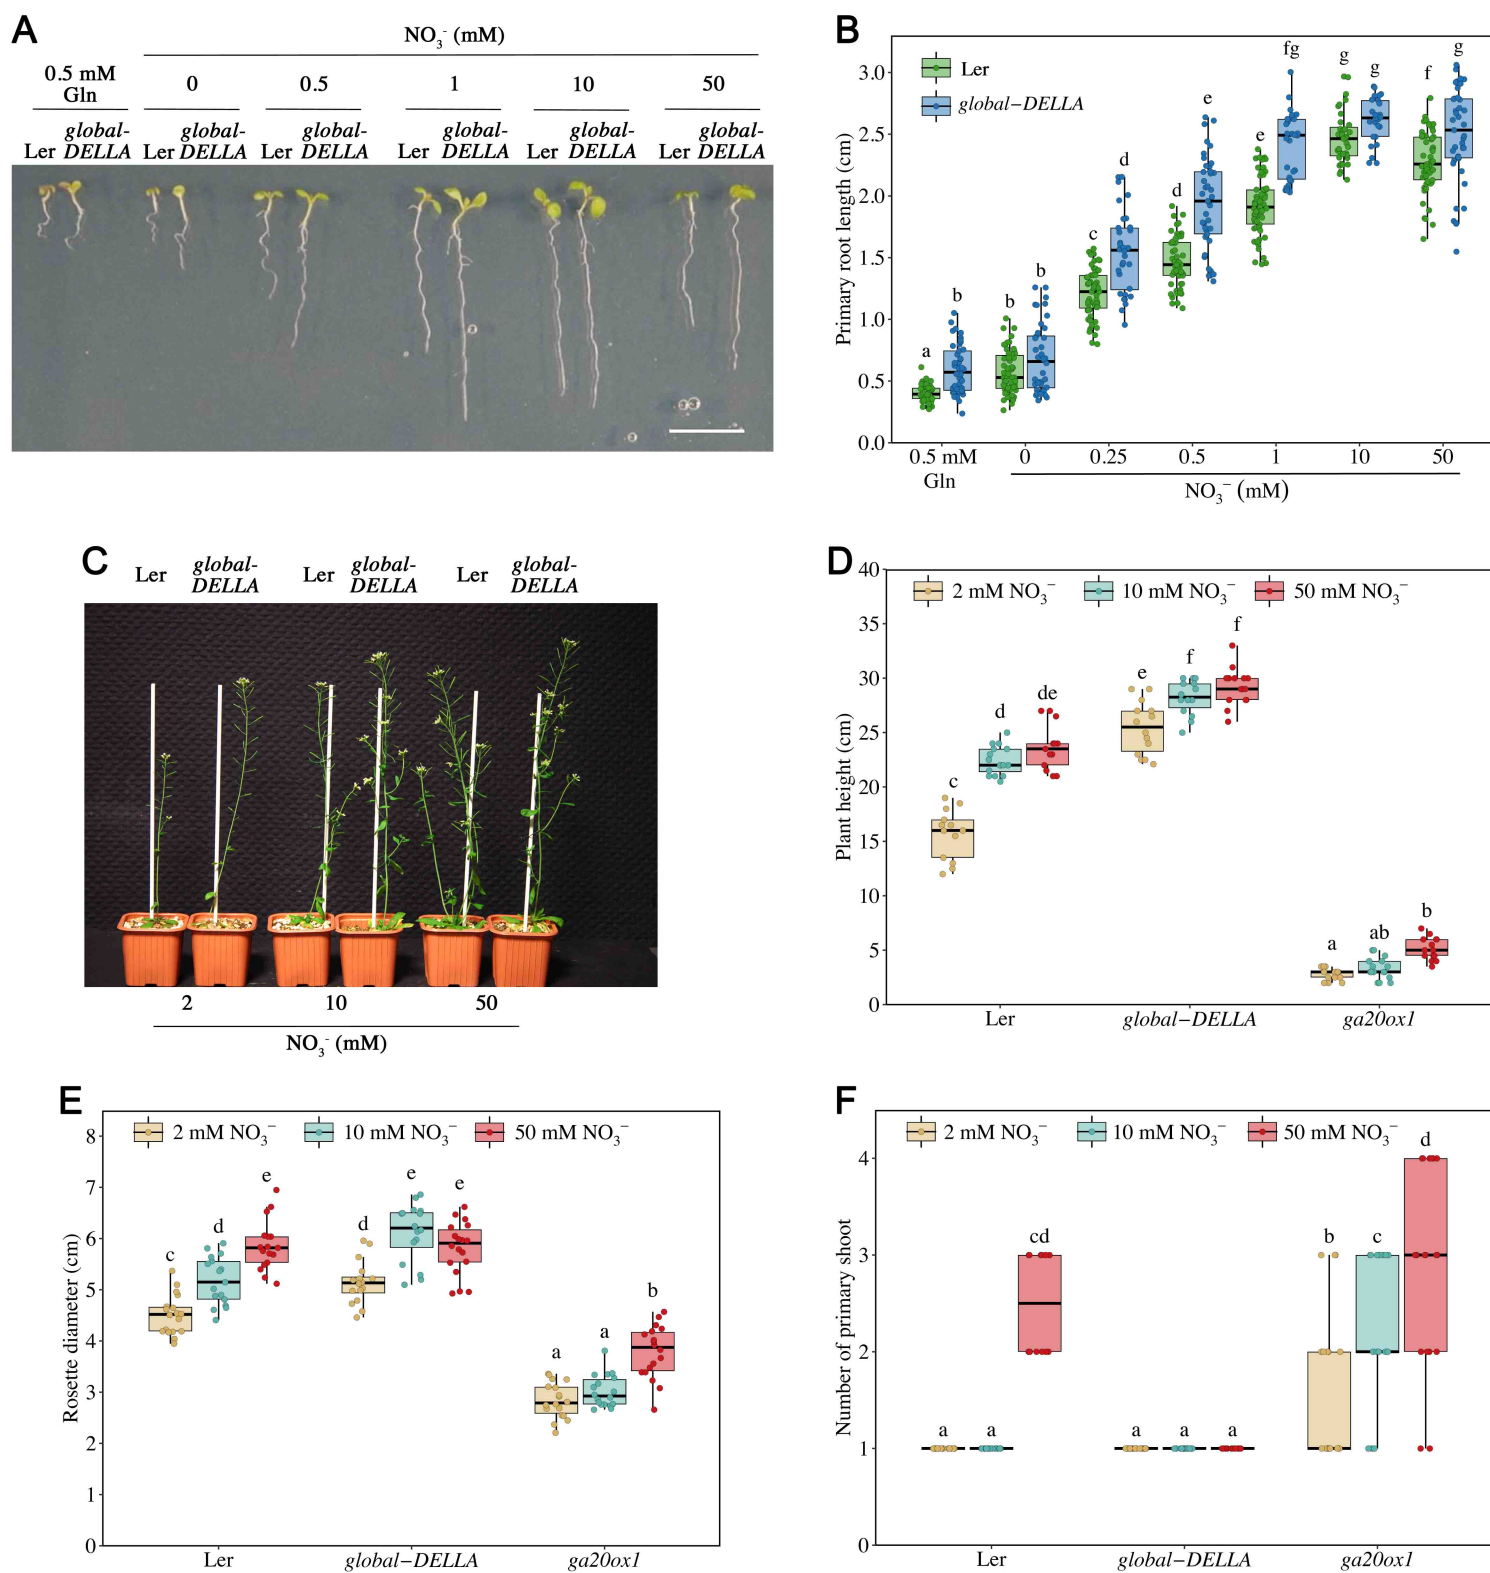 A
NO₃⁻ (mM)
0.5 mM
Gln
0
0.5
1
10
50
Ler global-DELLA
Ler global-DELLA
Ler global-DELLA
Ler global-DELLA
Ler global-DELLA
Ler global-DELLA
B
Ler
global−DELLA
Primary root length (cm)
3.0
2.5
2.0
1.5
1.0
0.5
0.0
a b b b c d d e e fg g g f g
0.5 mM
Gln
0 0.25 0.5 1 10 50
NO₃⁻ (mM)
C
Ler global-DELLA Ler global-DELLA Ler global-DELLA
2 10 50
NO₃⁻ (mM)
D
2 mM NO₃⁻ 10 mM NO₃⁻ 50 mM NO₃⁻
Plant height (cm)
40
35
30
25
20
15
10
5
0
c d de e f f a ab b
Ler global−DELLA ga20ox1
E
2 mM NO₃⁻ 10 mM NO₃⁻ 50 mM NO₃⁻
Rosette diameter (cm)
8
7
6
5
4
3
2
1
0
c d e d e e a a b
Ler global−DELLA ga20ox1
F
2 mM NO₃⁻ 10 mM NO₃⁻ 50 mM NO₃⁻
Number of primary shoot
4
3
2
1
a a cd a a a b c d
Ler global−DELLA ga20ox1